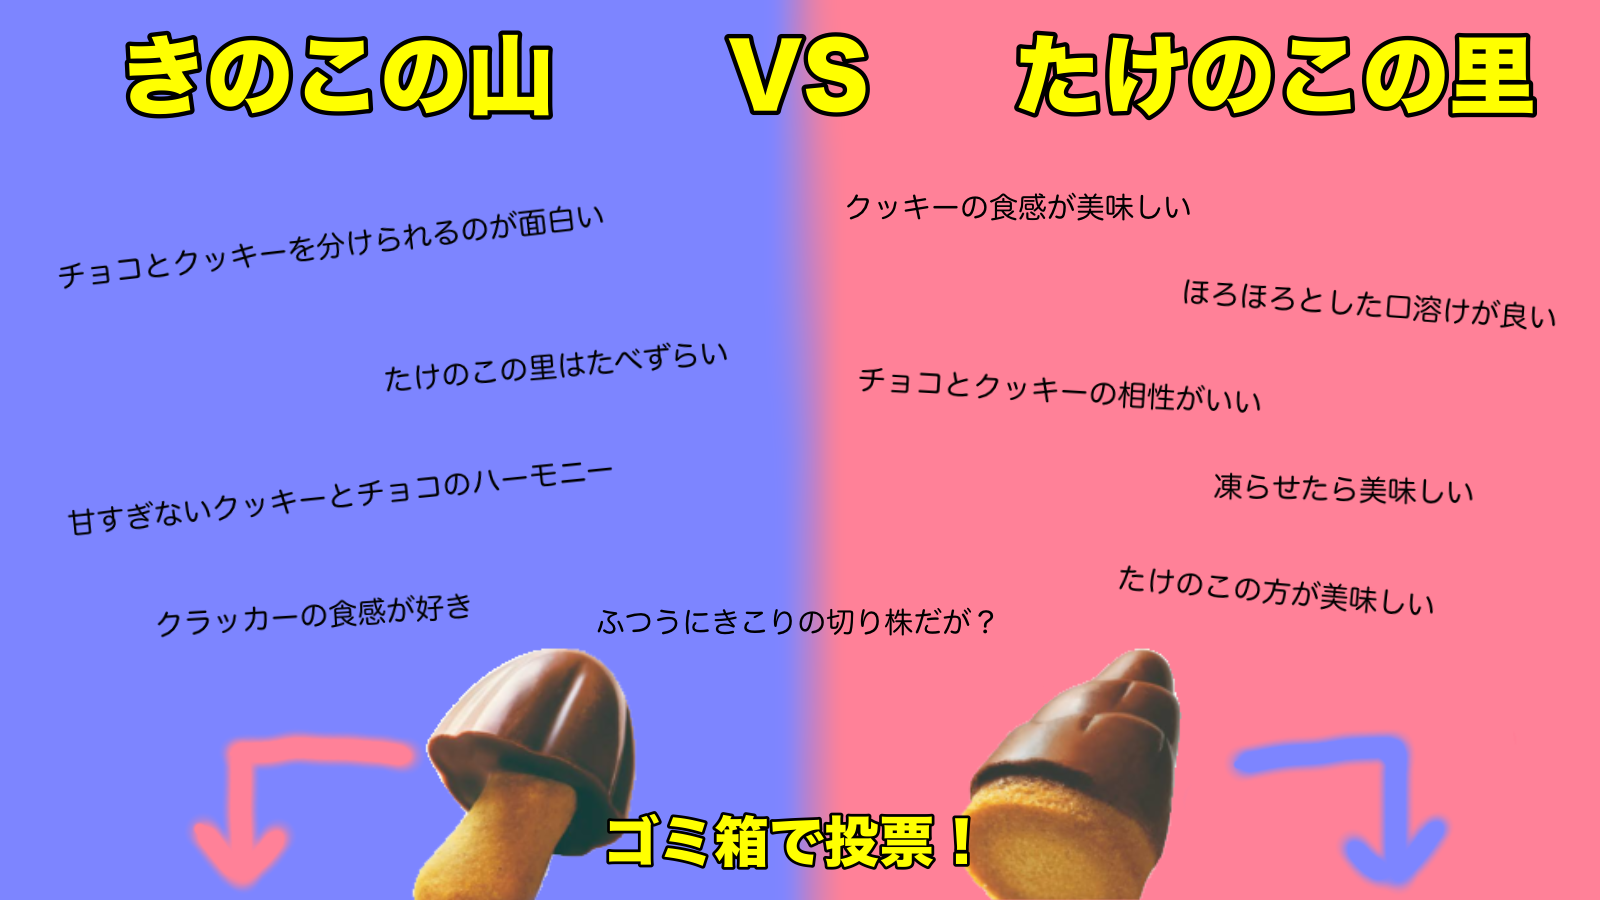 きのこの山
VS
たけのこの里
チョコとクッキーを分けられるのが面白い
たけのこの里はたべずらい
甘すぎないクッキーとチョコのハーモニー
クラッカーの食感が好き
クッキーの食感が美味しい
ほろほろとした口溶けが良い
チョコとクッキーの相性がいい
凍らせたら美味しい
たけのこの方が美味しい
ふつうにきこりの切り株だが？
ゴミ箱で投票！